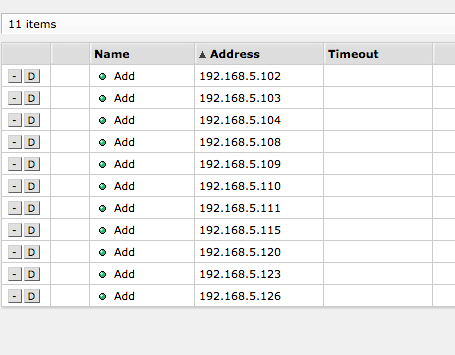 11 items
Name ▲ Address Timeout
- D Add 192.168.5.102
- D Add 192.168.5.103
- D Add 192.168.5.104
- D Add 192.168.5.108
- D Add 192.168.5.109
- D Add 192.168.5.110
- D Add 192.168.5.111
- D Add 192.168.5.115
- D Add 192.168.5.120
- D Add 192.168.5.123
- D Add 192.168.5.126